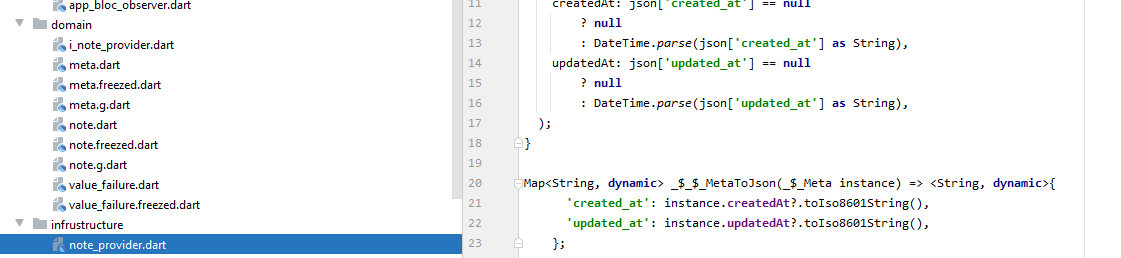 app_bloc_observer.dart
domain
i_note_provider.dart
meta.dart
meta.freezed.dart
meta.g.dart
note.dart
note.freezed.dart
note.g.dart
value_failure.dart
value_failure.freezed.dart
infrustructure
note_provider.dart
11 createdAt: json['created_at'] == null
12 ? null
13 : DateTime.parse(json['created_at'] as String),
14 updatedAt: json['updated_at'] == null
15 ? null
16 : DateTime.parse(json['updated_at'] as String),
17 );
18 }
19
20 Map<String, dynamic> _$_$_MetaToJson(_$_Meta instance) => <String, dynamic>{
21 'created_at': instance.createdAt?.toIso8601String(),
22 'updated_at': instance.updatedAt?.toIso8601String(),
23 };